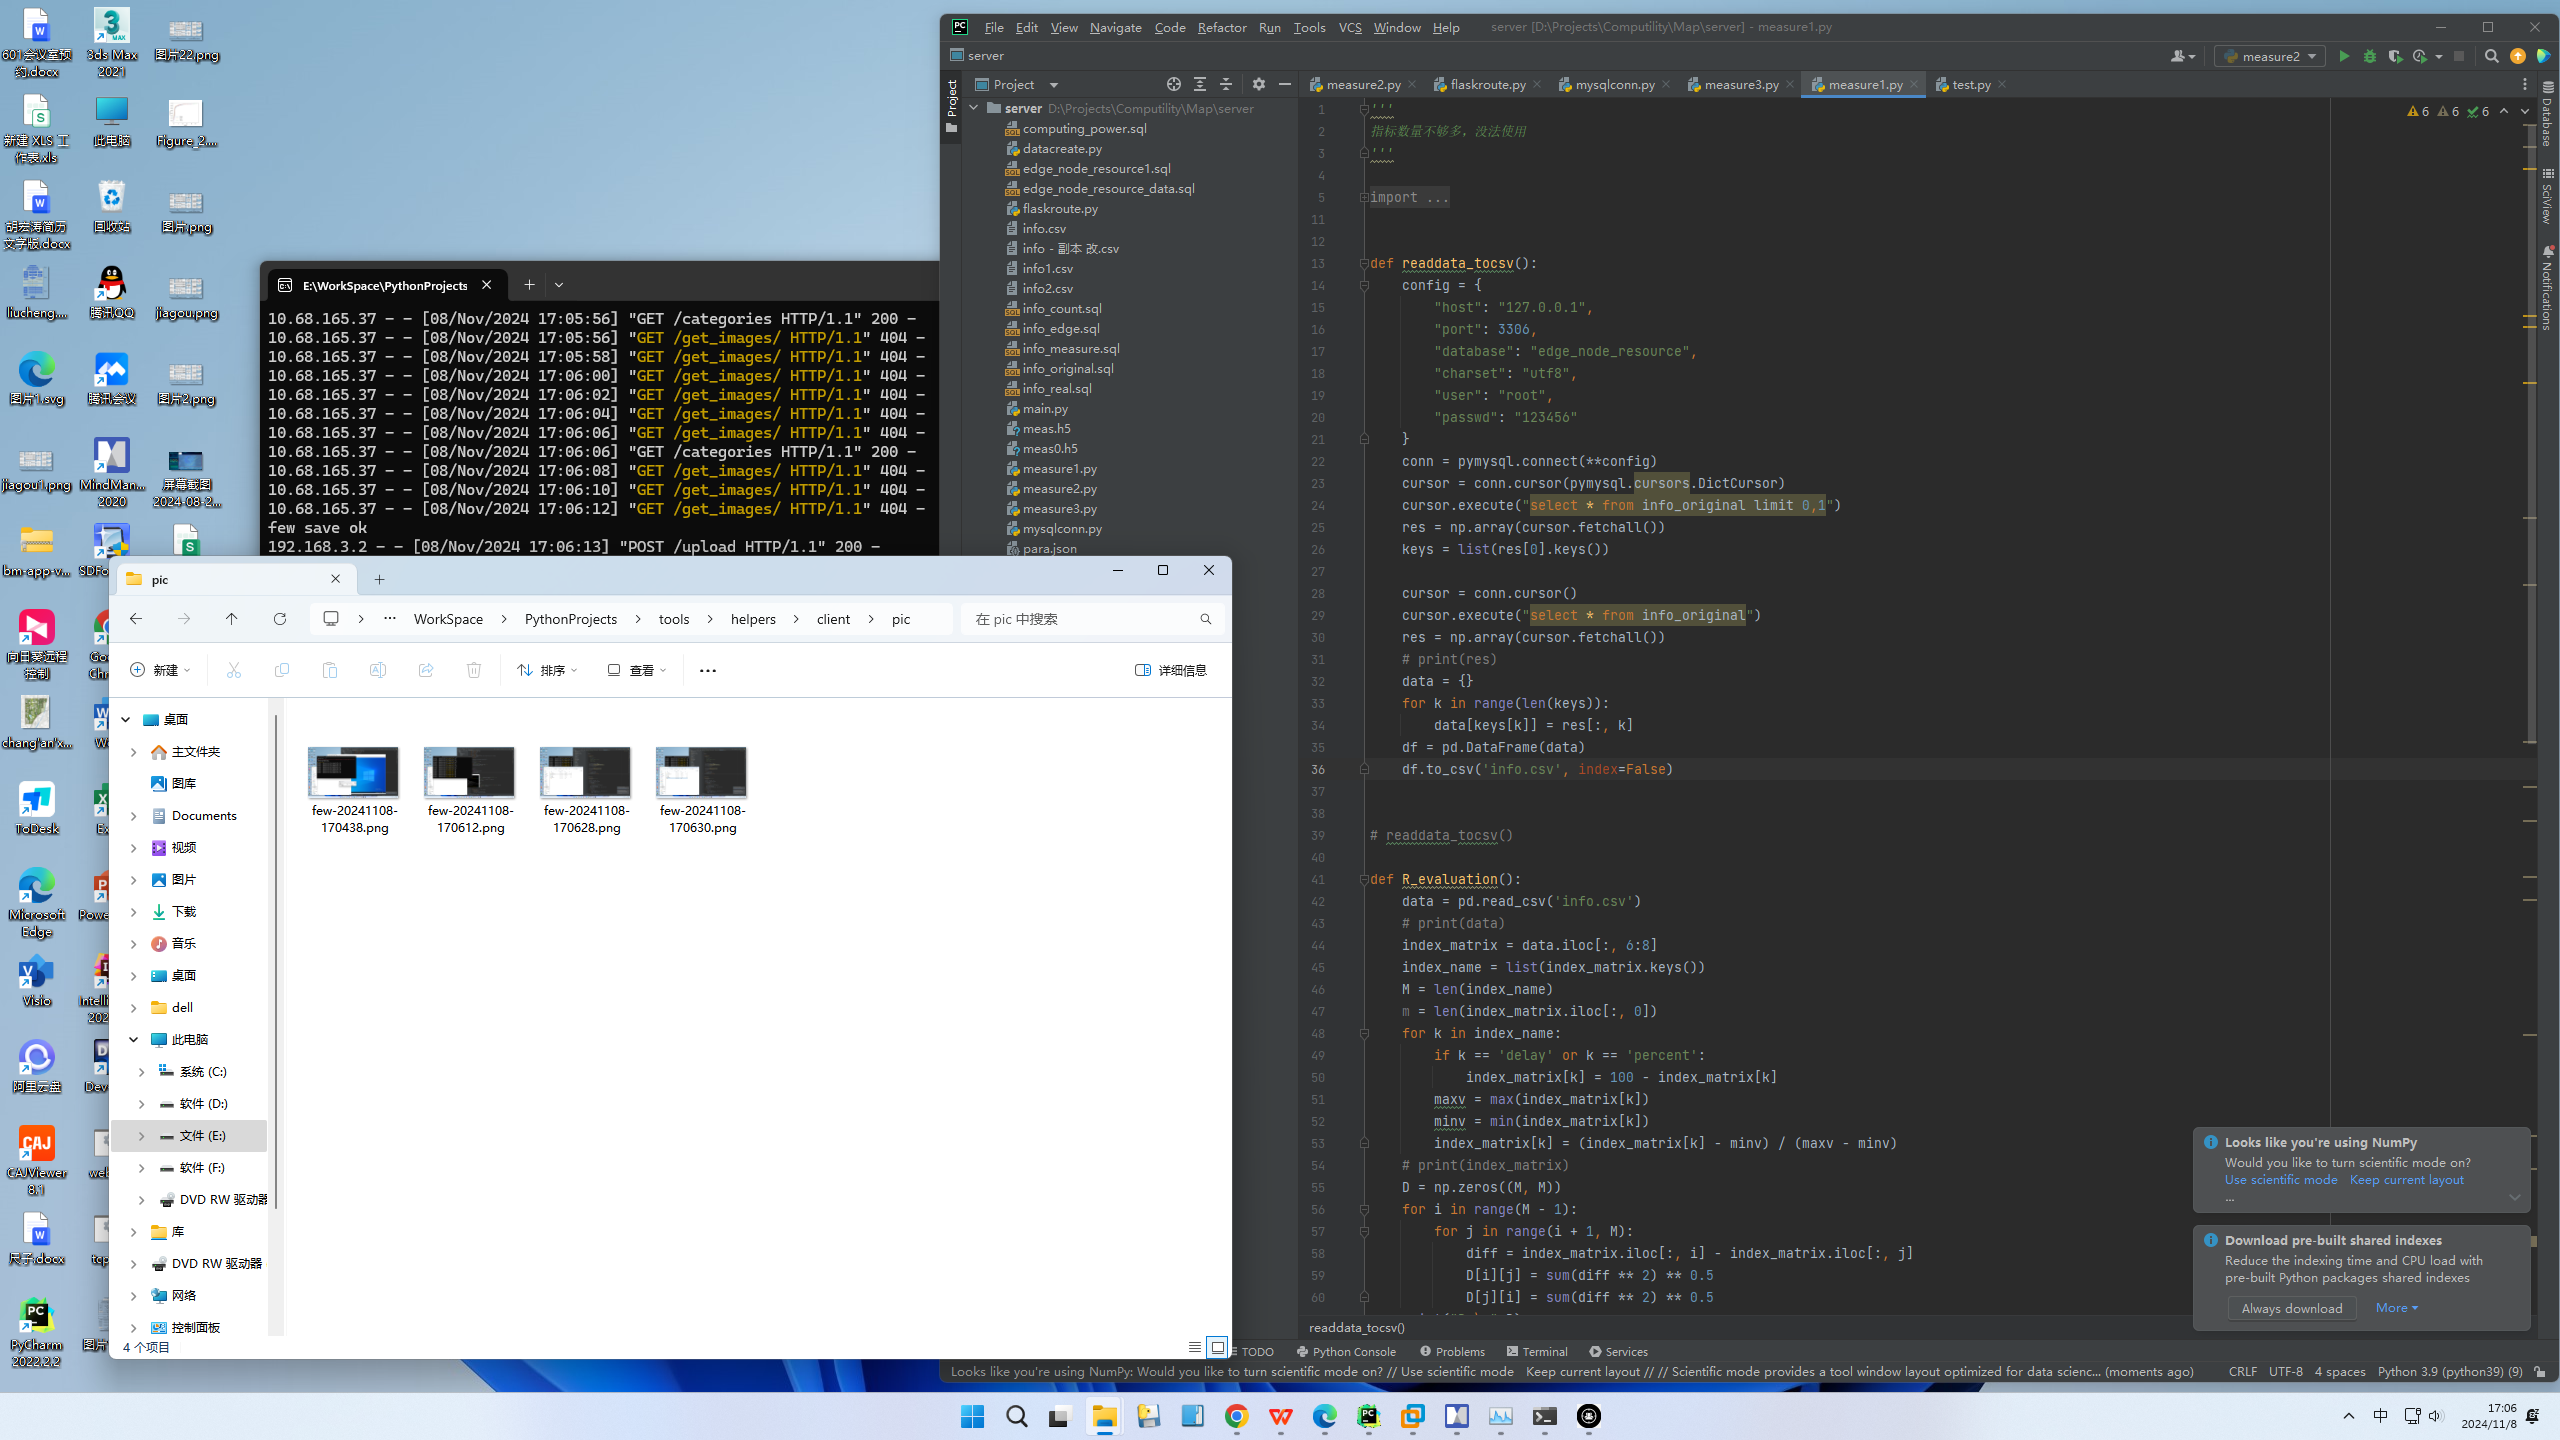 601会议室预
约.docx
3ds Max
2021
图片22.png
新建 XLS 工
作表.xls
此电脑
Figure_2....
胡宏涛简历
文字版.docx
回收站
图片.png
liucheng....
腾讯QQ
jiagou.png
图片1.svg
腾讯会议
图片2.png
jiagou1.png
MindMan...
2020
屏幕截图
2024-08-2...
bm-app-v...
向日葵远程
控制
chang'an'x...
ToDesk
Microsoft
Edge
Visio
阿里云盘
CAJViewer
8.1
尺子.docx
PyCharm
2022.2.2
E:\WorkSpace\PythonProjects
10.68.165.37 - - [08/Nov/2024 17:05:56] "GET /categories HTTP/1.1" 200 -
10.68.165.37 - - [08/Nov/2024 17:05:56] "GET /get_images/ HTTP/1.1" 404 -
10.68.165.37 - - [08/Nov/2024 17:05:58] "GET /get_images/ HTTP/1.1" 404 -
10.68.165.37 - - [08/Nov/2024 17:06:00] "GET /get_images/ HTTP/1.1" 404 -
10.68.165.37 - - [08/Nov/2024 17:06:02] "GET /get_images/ HTTP/1.1" 404 -
10.68.165.37 - - [08/Nov/2024 17:06:04] "GET /get_images/ HTTP/1.1" 404 -
10.68.165.37 - - [08/Nov/2024 17:06:06] "GET /get_images/ HTTP/1.1" 404 -
10.68.165.37 - - [08/Nov/2024 17:06:06] "GET /categories HTTP/1.1" 200 -
10.68.165.37 - - [08/Nov/2024 17:06:08] "GET /get_images/ HTTP/1.1" 404 -
10.68.165.37 - - [08/Nov/2024 17:06:10] "GET /get_images/ HTTP/1.1" 404 -
10.68.165.37 - - [08/Nov/2024 17:06:12] "GET /get_images/ HTTP/1.1" 404 -
few save ok
192.168.3.2 - - [08/Nov/2024 17:06:13] "POST /upload HTTP/1.1" 200 -
pic
WorkSpace
PythonProjects
tools
helpers
client
pic
在 pic 中搜索
新建
排序
查看
详细信息
桌面
主文件夹
图库
Documents
视频
图片
下载
音乐
桌面
dell
此电脑
系统 (C:)
软件 (D:)
文件 (E:)
软件 (F:)
DVD RW 驱动器
库
DVD RW 驱动器
网络
控制面板
few-20241108-
170438.png
few-20241108-
170612.png
few-20241108-
170628.png
few-20241108-
170630.png
4 个项目
File Edit View Navigate Code Refactor Run Tools VCS Window Help
server [D:\Projects\Computility\Map\server] - measure1.py
server
measure2
Project
measure2.py
flaskroute.py
mysqlconn.py
measure3.py
measure1.py
test.py
Project
server D:\Projects\Computility\Map\server
computing_power.sql
datacreate.py
edge_node_resource1.sql
edge_node_resource_data.sql
flaskroute.py
info.csv
info - 副本 改.csv
info1.csv
info2.csv
info_count.sql
info_edge.sql
info_measure.sql
info_original.sql
info_real.sql
main.py
meas.h5
meas0.h5
measure1.py
measure2.py
measure3.py
mysqlconn.py
para.json
6 6 6
Database
SciView
Notifications
1 '''
2 指标数量不够多，没法使用
3 '''
4
5 import ...
11
12
13 def readdata_tocsv():
14 config = {
15 "host": "127.0.0.1",
16 "port": 3306,
17 "database": "edge_node_resource",
18 "charset": "utf8",
19 "user": "root",
20 "passwd": "123456"
21 }
22 conn = pymysql.connect(**config)
23 cursor = conn.cursor(pymysql.cursors.DictCursor)
24 cursor.execute("select * from info_original limit 0,1")
25 res = np.array(cursor.fetchall())
26 keys = list(res[0].keys())
27
28 cursor = conn.cursor()
29 cursor.execute("select * from info_original")
30 res = np.array(cursor.fetchall())
31 # print(res)
32 data = {}
33 for k in range(len(keys)):
34 data[keys[k]] = res[:, k]
35 df = pd.DataFrame(data)
36 df.to_csv('info.csv', index=False)
37
38
39 # readdata_tocsv()
40
41 def R_evaluation():
42 data = pd.read_csv('info.csv')
43 # print(data)
44 index_matrix = data.iloc[:, 6:8]
45 index_name = list(index_matrix.keys())
46 M = len(index_name)
47 m = len(index_matrix.iloc[:, 0])
48 for k in index_name:
49 if k == 'delay' or k == 'percent':
50 index_matrix[k] = 100 - index_matrix[k]
51 maxv = max(index_matrix[k])
52 minv = min(index_matrix[k])
53 index_matrix[k] = (index_matrix[k] - minv) / (maxv - minv)
54 # print(index_matrix)
55 D = np.zeros((M, M))
56 for i in range(M - 1):
57 for j in range(i + 1, M):
58 diff = index_matrix.iloc[:, i] - index_matrix.iloc[:, j]
59 D[i][j] = sum(diff ** 2) ** 0.5
60 D[j][i] = sum(diff ** 2) ** 0.5
readdata_tocsv()
Looks like you're using NumPy
Would you like to turn scientific mode on?
Use scientific mode Keep current layout
...
Download pre-built shared indexes
Reduce the indexing time and CPU load with
pre-built Python packages shared indexes
Always download
More
TODO
Python Console
Problems
Terminal
Services
Looks like you're using NumPy: Would you like to turn scientific mode on? // Use scientific mode Keep current layout // // Scientific mode provides a tool window layout optimized for data scienc... (moments ago)
CRLF UTF-8 4 spaces Python 3.9 (python39) (9)
中
17:06
2024/11/8